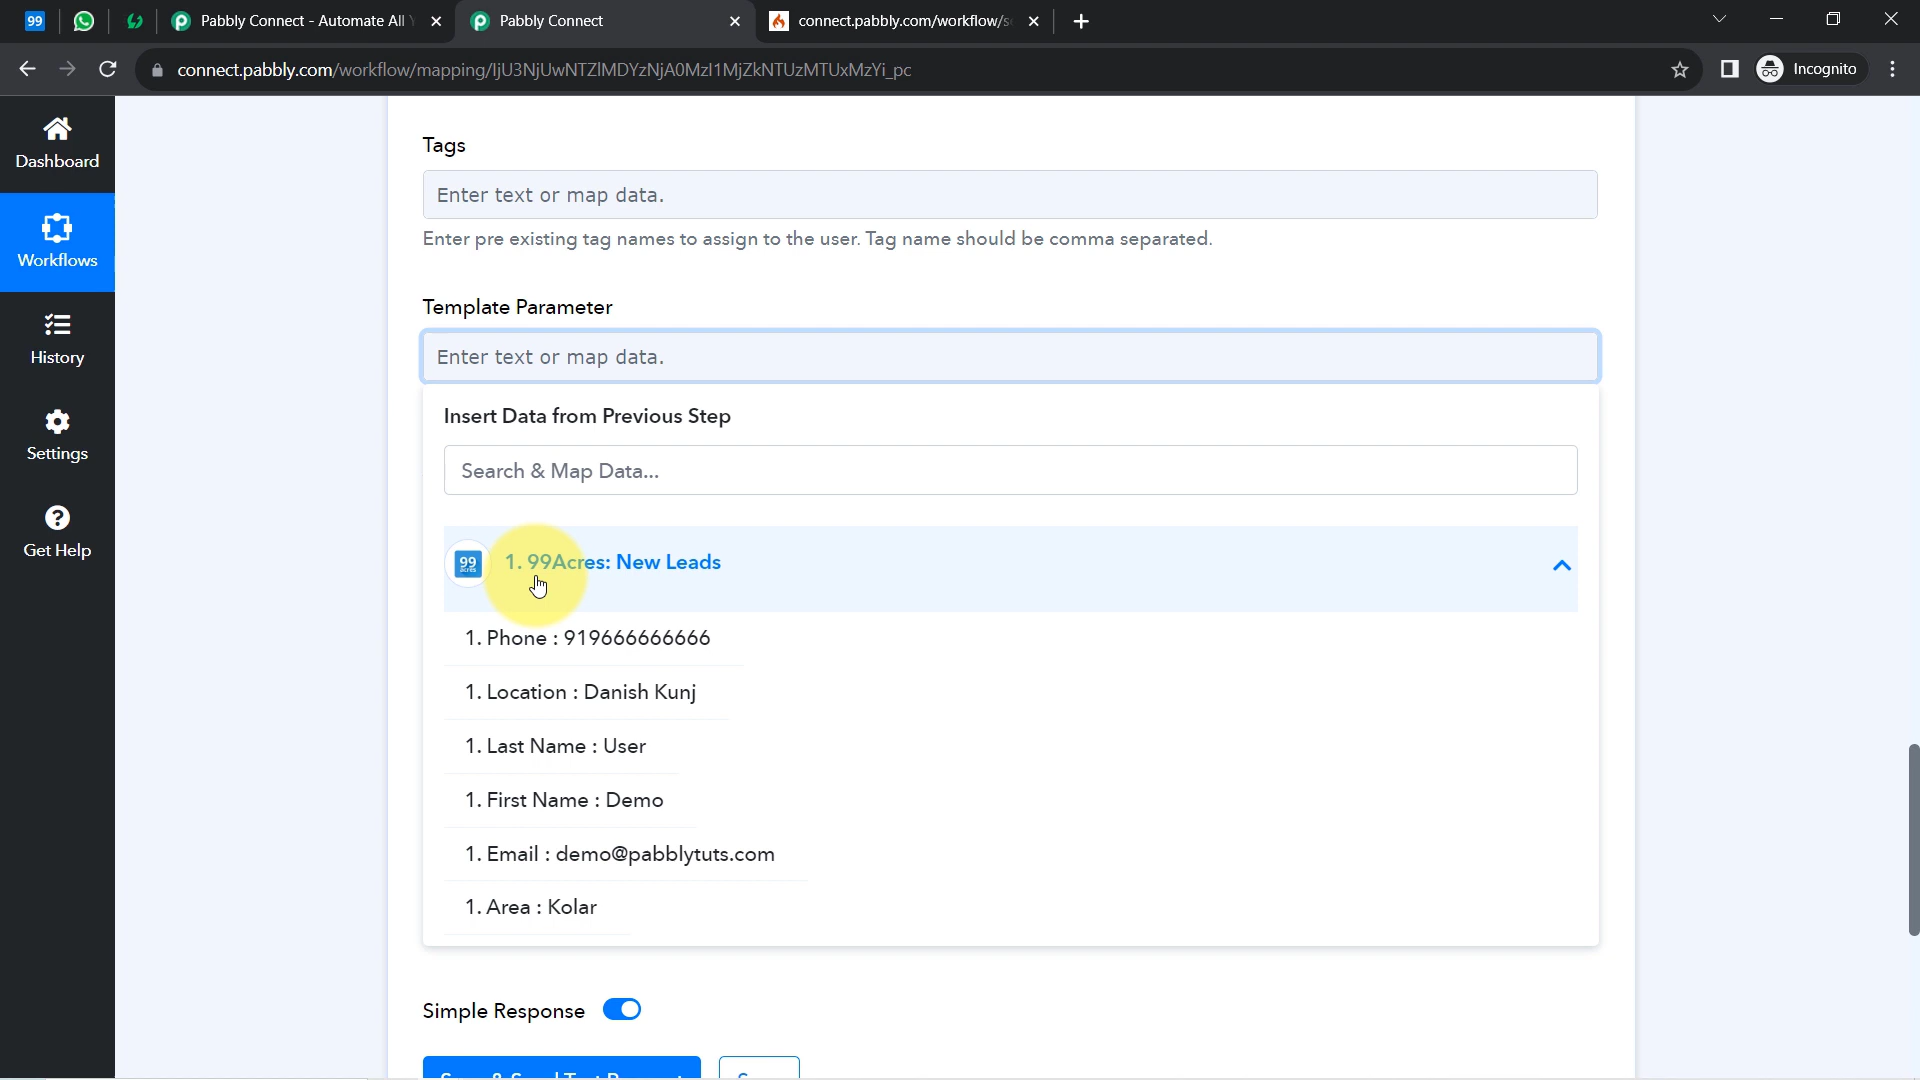 99
Pabbly Connect - Automate All
Pabbly Connect
connect.pabbly.com/workflow/s
connect.pabbly.com/workflow/mapping/IjU3NjUwNTZlMDYzNjA0MzI1MjZkNTUzMTUxMzYi_pc
Incognito
Dashboard
Workflows
History
Settings
Get Help
Tags
Enter text or map data.
Enter pre existing tag names to assign to the user. Tag name should be comma separated.
Template Parameter
Enter text or map data.
Insert Data from Previous Step
Search & Map Data...
99 acres
1. 99Acres: New Leads
1. Phone : 919666666666
1. Location : Danish Kunj
1. Last Name : User
1. First Name : Demo
1. Email : demo@pabblytuts.com
1. Area : Kolar
Simple Response